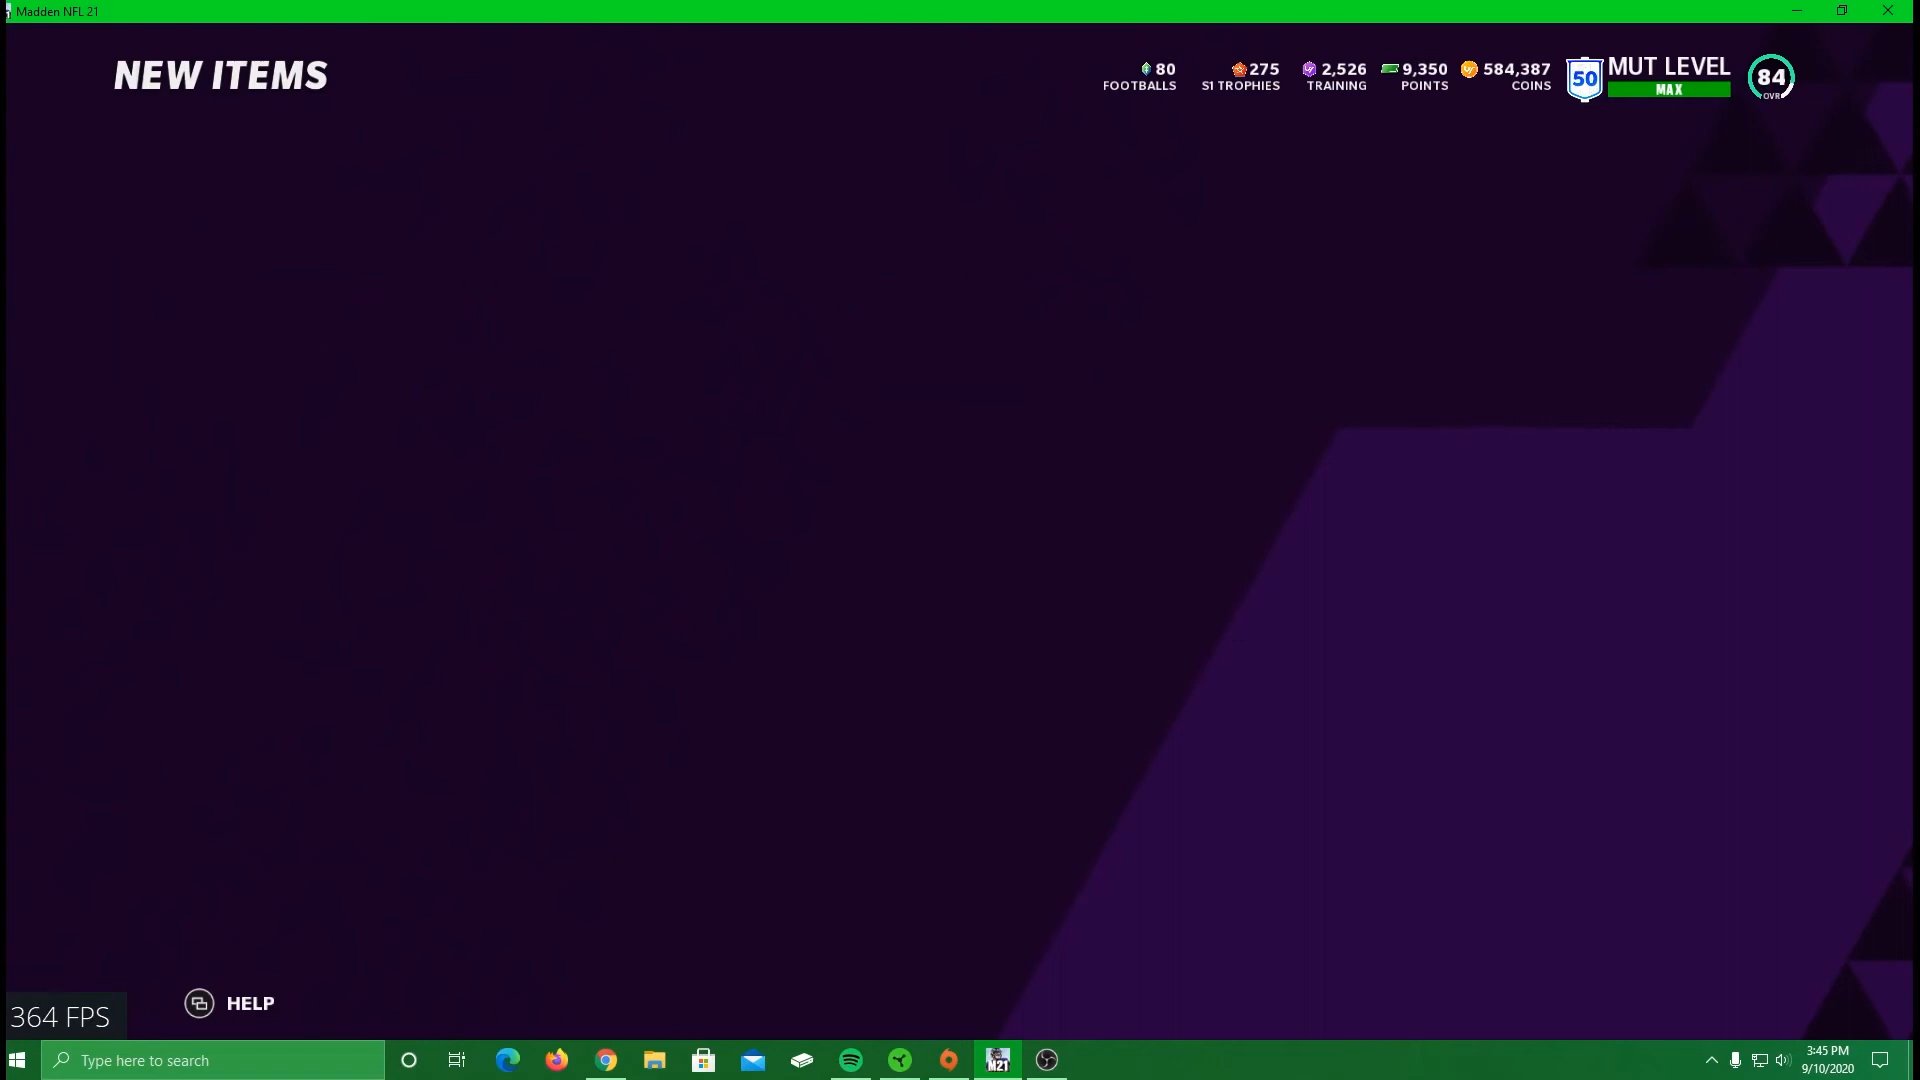 Madden NFL 21
NEW ITEMS
80
FOOTBALLS
275
S1 TROPHIES
2,526
TRAINING
9,350
POINTS
584,387
COINS
50
MUT LEVEL
MAX
84
OVR
364 FPS
HELP
Type here to search
M21
3:45 PM
9/10/2020